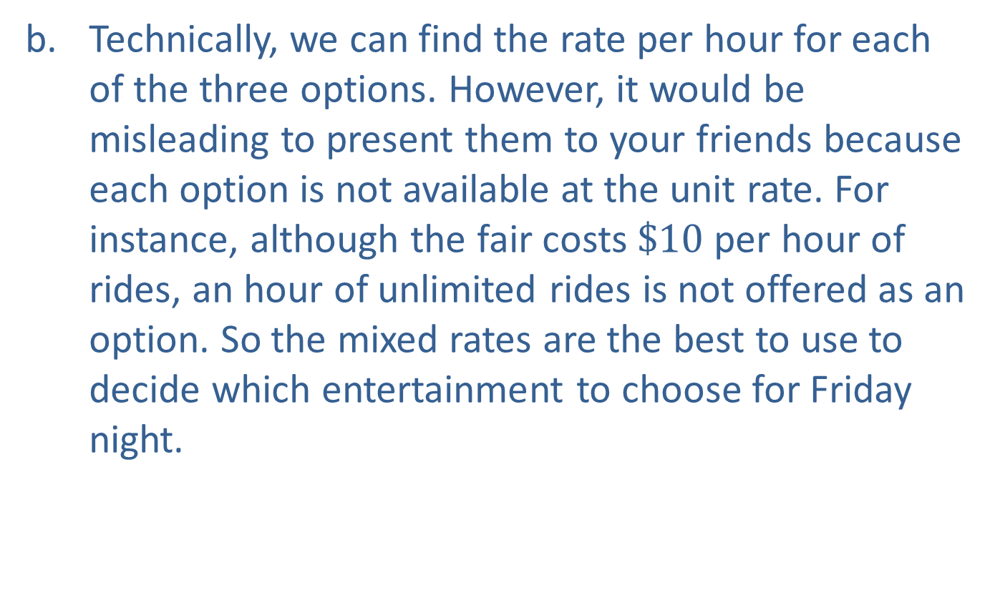 b. Technically, we can find the rate per hour for each
of the three options. However, it would be
misleading to present them to your friends because
each option is not available at the unit rate. For
instance, although the fair costs $10 per hour of
rides, an hour of unlimited rides is not offered as an
option. So the mixed rates are the best to use to
decide which entertainment to choose for Friday
night.